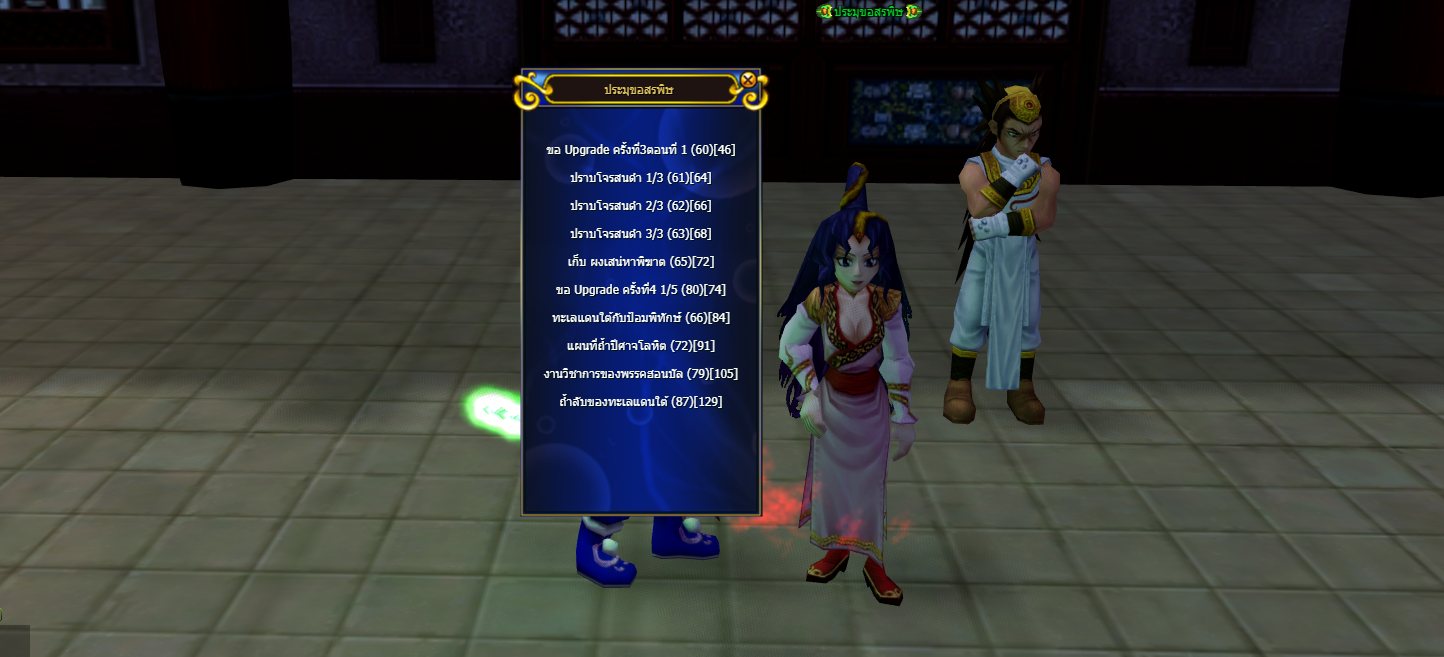 ประมุขอสรพิษ
ประมุขอสรพิษ
ขอ Upgrade ครั้งที่3ตอนที่ 1 (60)[46]
ปราบโจรสนดำ 1/3 (61)[64]
ปราบโจรสนดำ 2/3 (62)[66]
ปราบโจรสนดำ 3/3 (63)[68]
เก็บ ผงเสน่หาพิฆาต (65)[72]
ขอ Upgrade ครั้งที่4 1/5 (80)[74]
ทะเลแดนใต้กับป้อมพิทักษ์ (66)[84]
แผนที่ถ้ำปีศาจโลหิต (72)[91]
งานวิชาการของพรรคฮอนบัล (79)[105]
ถ้ำลับของทะเลแดนใต้ (87)[129]